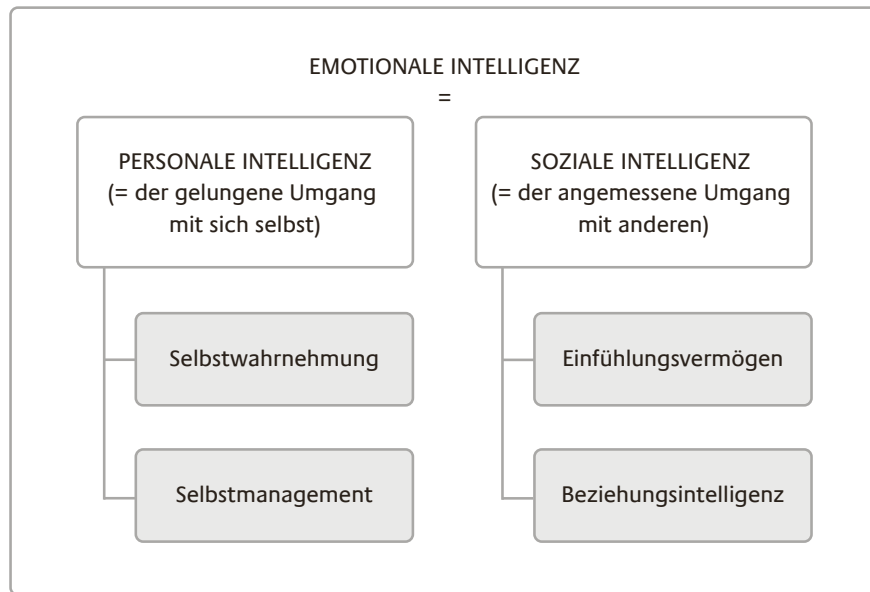 EMOTIONALE INTELLIGENZ
=
PERSONALE INTELLIGENZ
(= der gelungene Umgang
mit sich selbst)
Selbstwahrnehmung
Selbstmanagement
SOZIALE INTELLIGENZ
(= der angemessene Umgang
mit anderen)
Einfühlungsvermögen
Beziehungsintelligenz